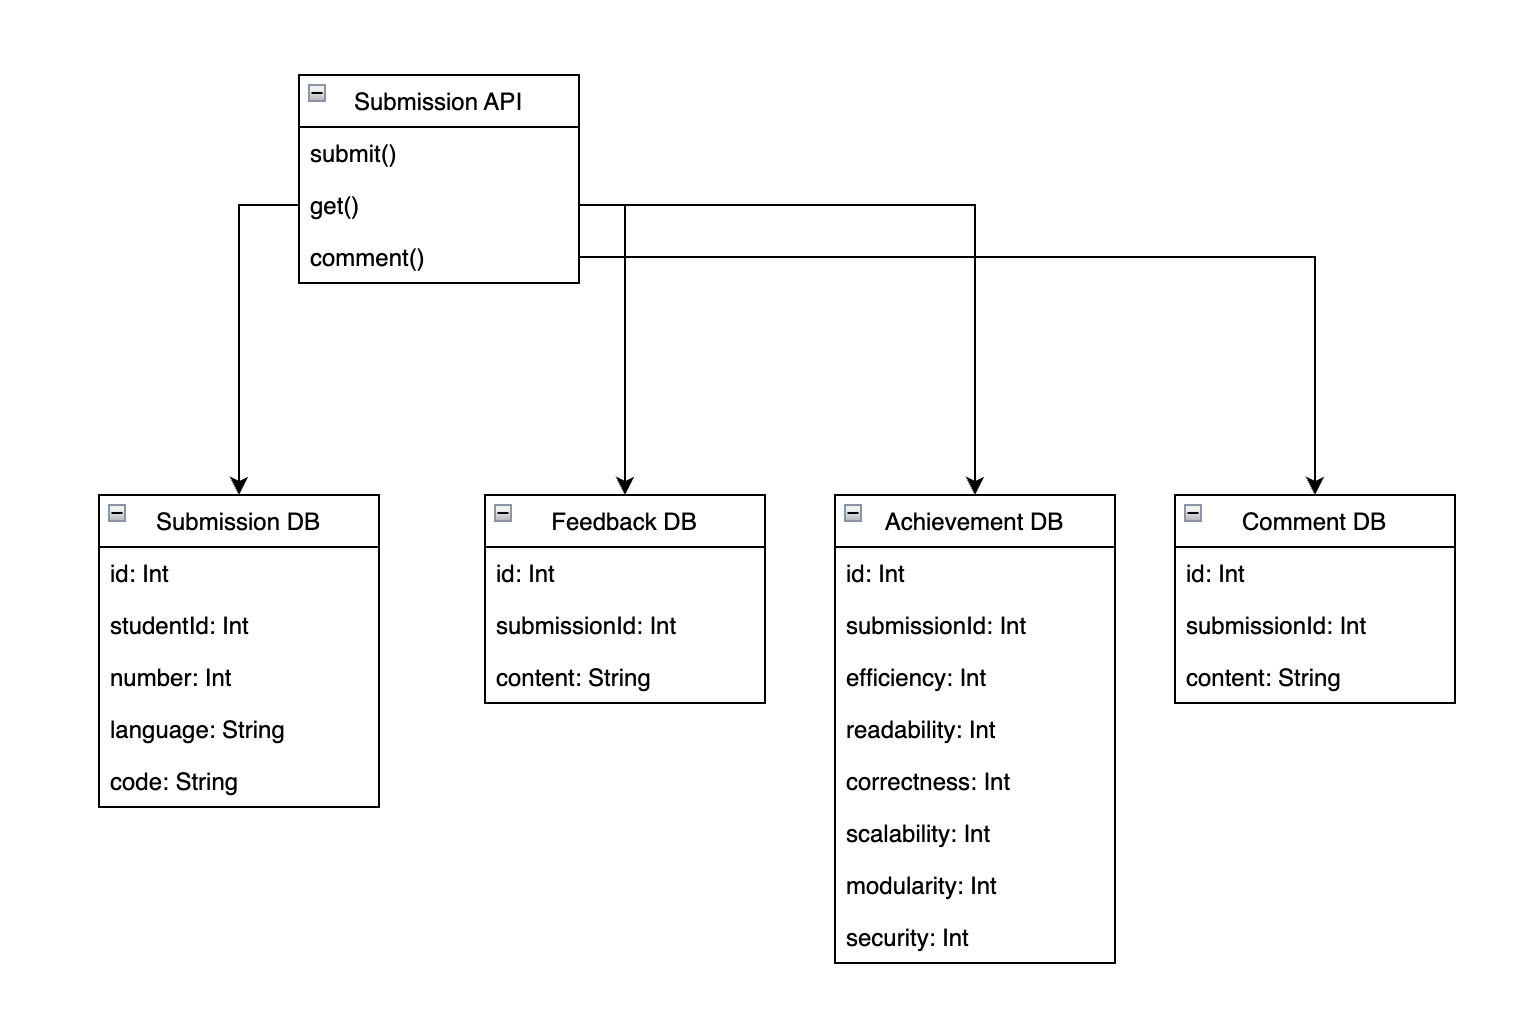 Submission API
submit()
get()
comment()
Submission DB
id: Int
studentId: Int
number: Int
language: String
code: String
Feedback DB
id: Int
submissionId: Int
content: String
Achievement DB
id: Int
submissionId: Int
efficiency: Int
readability: Int
correctness: Int
scalability: Int
modularity: Int
security: Int
Comment DB
id: Int
submissionId: Int
content: String